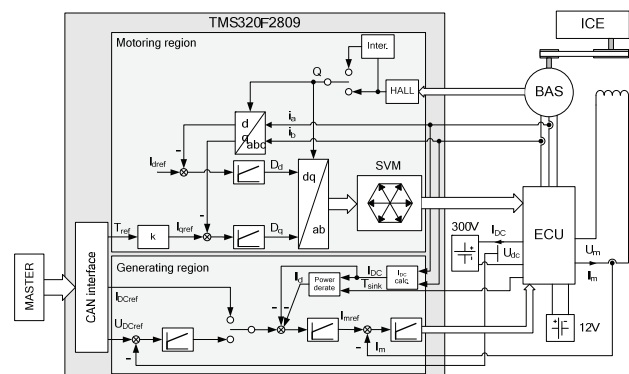 TMS320F2809
ICE
Motoring region
Inter.
Q
HALL
BAS
d
q
abc
ia
ib
-
SVM
Idref
Dd
dq
ab
-
Tref
k
Iqref
Dq
300V
IDC
Udc
ECU
Um
Im
MASTER
CAN interface
Generating region
IDCref
Id
Power
derate
IDC
Tsink
IDC
calc.
- -
UDCref
-
Imref
-
Im
12V